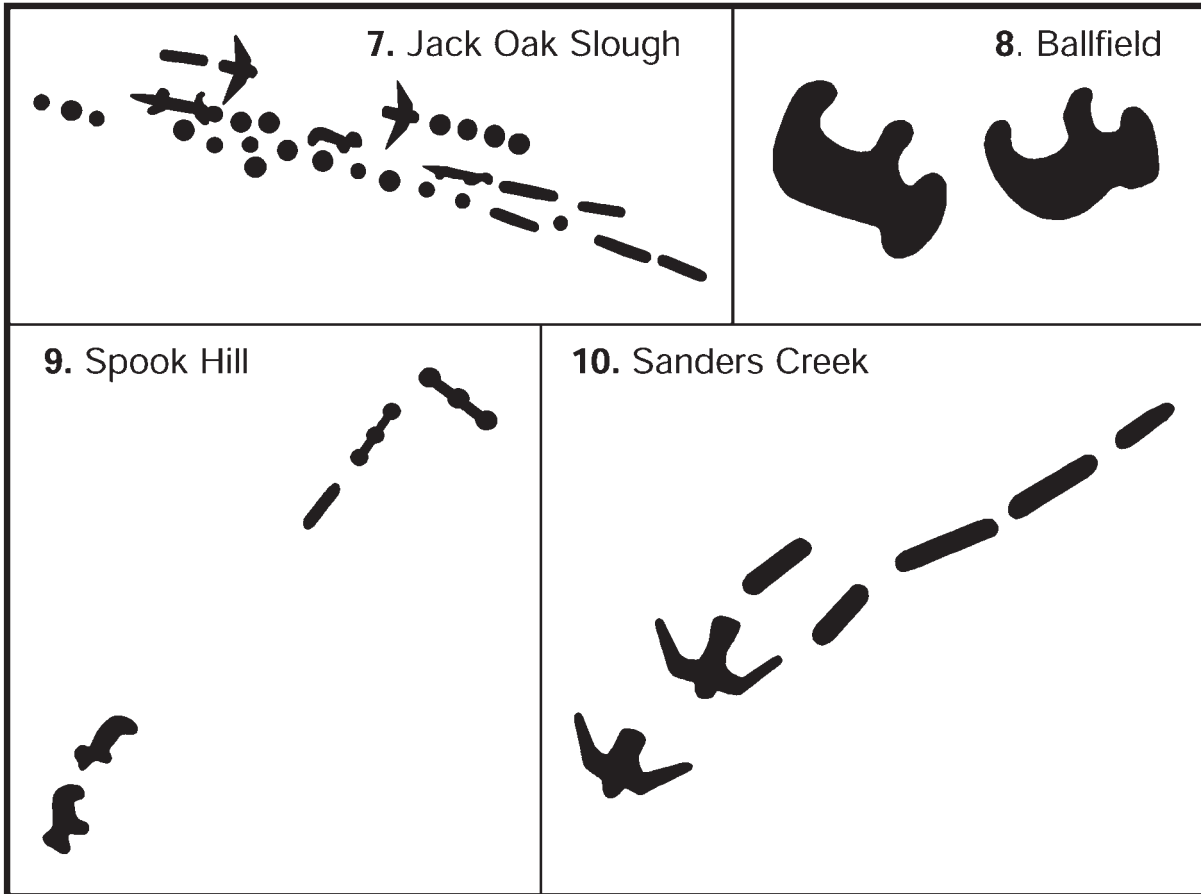 7. Jack Oak Slough
8. Ballfield
9. Spook Hill
10. Sanders Creek